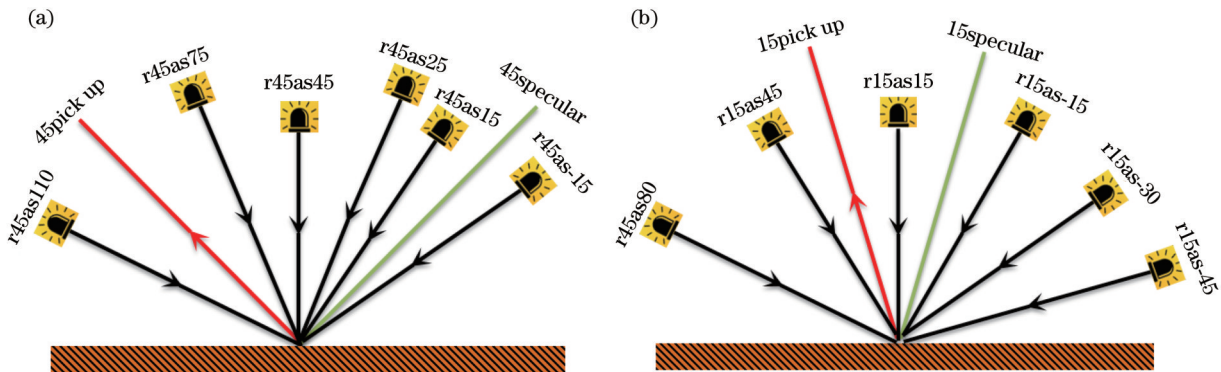 (a)
r45as110
45pick up
r45as75
r45as45
r45as25
r45as15
45specular
r45as-15
(b)
r45as80
r15as45
15pick up
r15as15
15specular
r15as-15
r15as-30
r15as-45